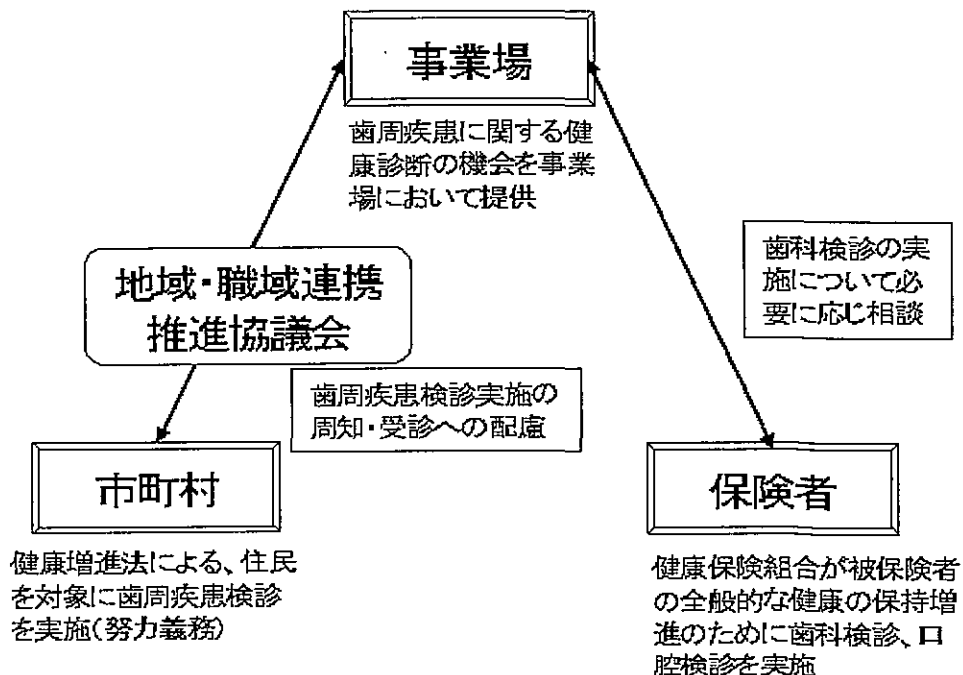 事業場
歯周疾患に関する健
康診断の機会を事業
場において提供
地域・職域連携
推進協議会
歯科検診の実
施について必
要に応じ相談
歯周疾患検診実施の
周知・受診への配慮
市町村
健康増進法による、住民
を対象に歯周疾患検診
を実施(努力義務)
保険者
健康保険組合が被保険者
の全般的な健康の保持増
進のために歯科検診、口
腔検診を実施